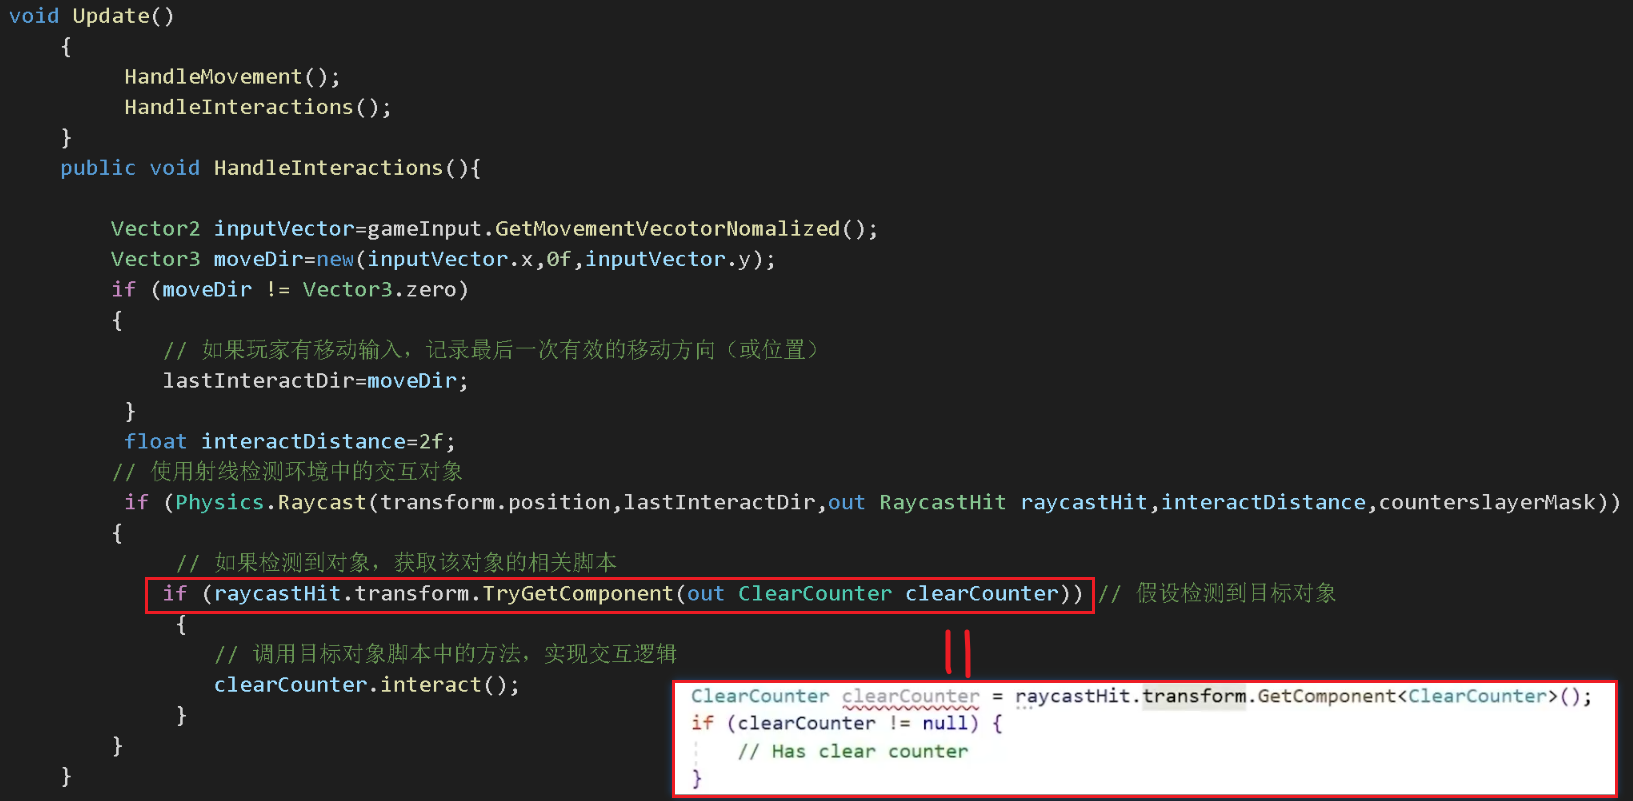 void Update()
{
HandleMovement();
HandleInteractions();
}
public void HandleInteractions(){
Vector2 inputVector=gameInput.GetMovementVecotorNomalized();
Vector3 moveDir=new(inputVector.x,0f,inputVector.y);
if (moveDir != Vector3.zero)
{
// 如果玩家有移动输入，记录最后一次有效的移动方向（或位置）
lastInteractDir=moveDir;
}
float interactDistance=2f;
// 使用射线检测环境中的交互对象
if (Physics.Raycast(transform.position,lastInteractDir,out RaycastHit raycastHit,interactDistance,counterslayerMask))
{
// 如果检测到对象，获取该对象的相关脚本
if (raycastHit.transform.TryGetComponent(out ClearCounter clearCounter)) // 假设检测到目标对象
{
// 调用目标对象脚本中的方法，实现交互逻辑
clearCounter.interact();
}
}
}
ClearCounter clearCounter = raycastHit.transform.GetComponent<ClearCounter>();
if (clearCounter != null) {
// Has clear counter
}